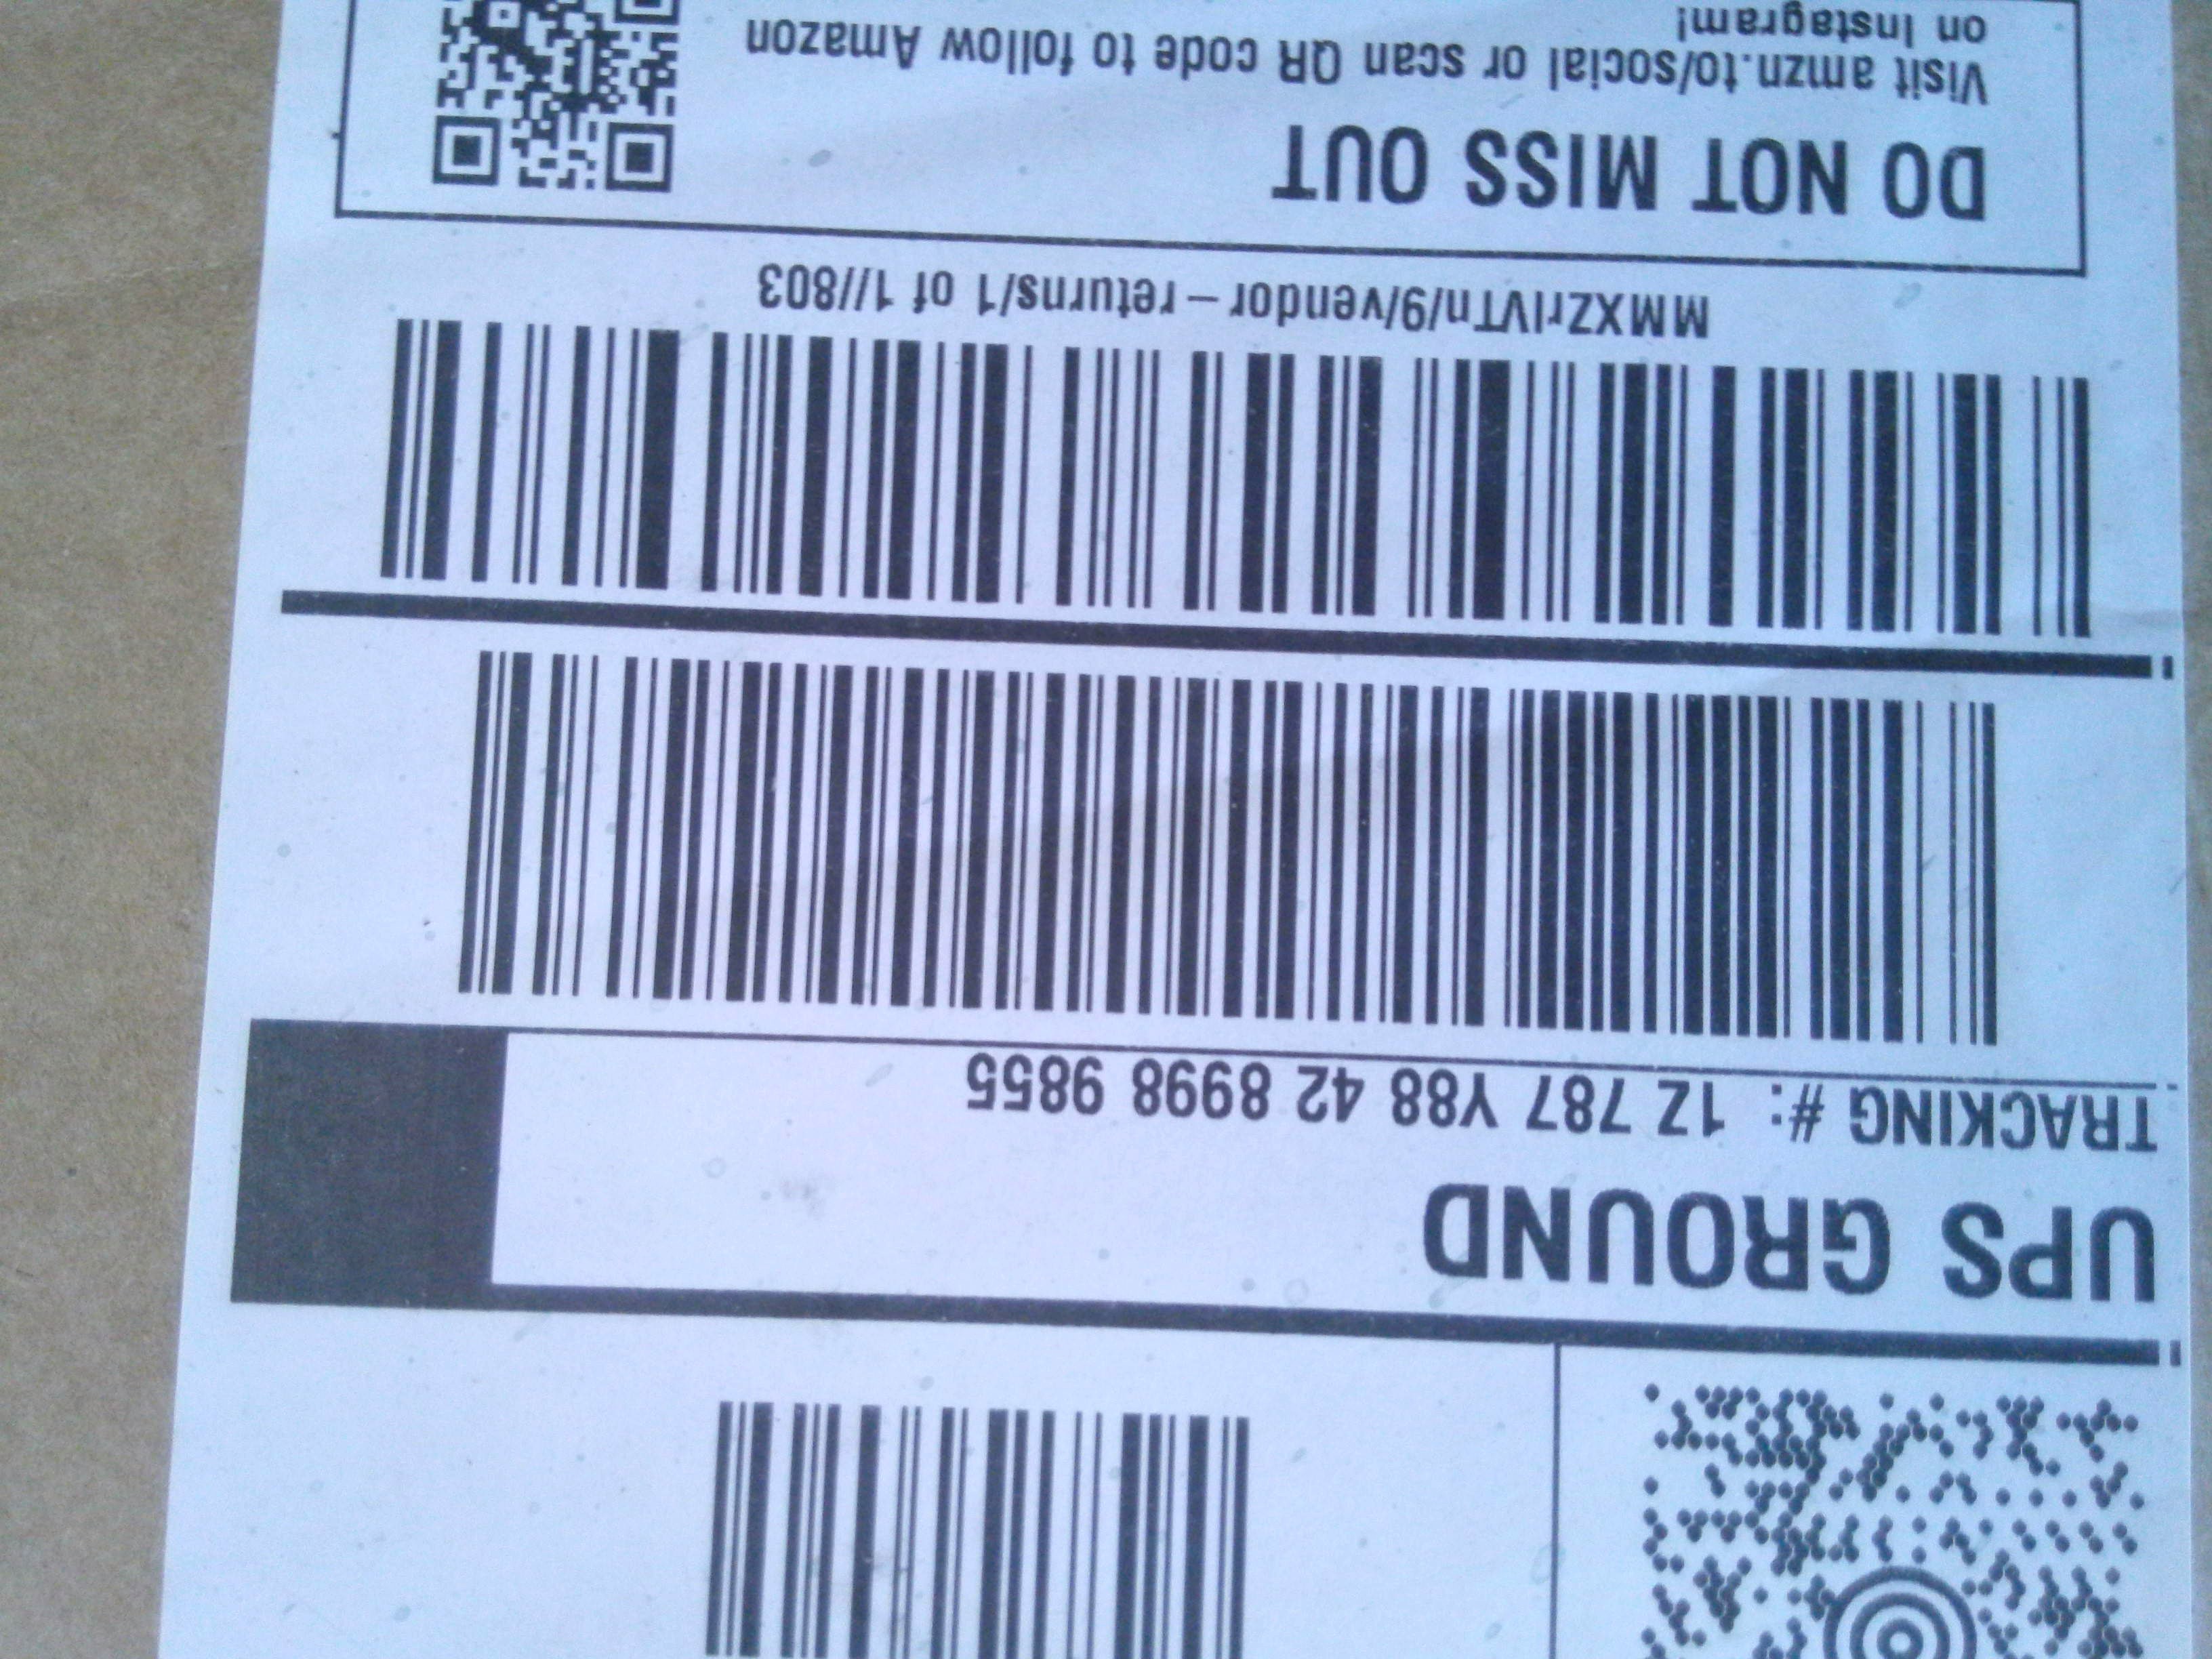 UPS GROUND
TRACKING #: 1Z 787 Y88 42 8998 9855
MMXZrIVTn/9/vendor-returns/1 of 1//803
DO NOT MISS OUT
Visit amzn.to/social or scan QR code to follow Amazon
on Instagram!